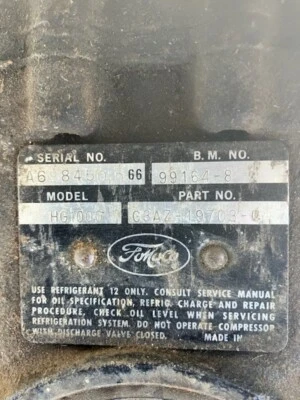 SERIAL NO. B.M. NO.
66 99164-8
MODEL PART NO.
FoMoCo
USE REFRIGERANT 12 ONLY. CONSULT SERVICE MANUAL
FOR OIL SPECIFICATION, REFRIG. CHARGE AND REPAIR
PROCEDURE. CHECK OIL LEVEL WHEN SERVICING
REFRIGERATION SYSTEM. DO NOT OPERATE COMPRESSOR
WITH DISCHARGE VALVE CLOSED. MADE IN